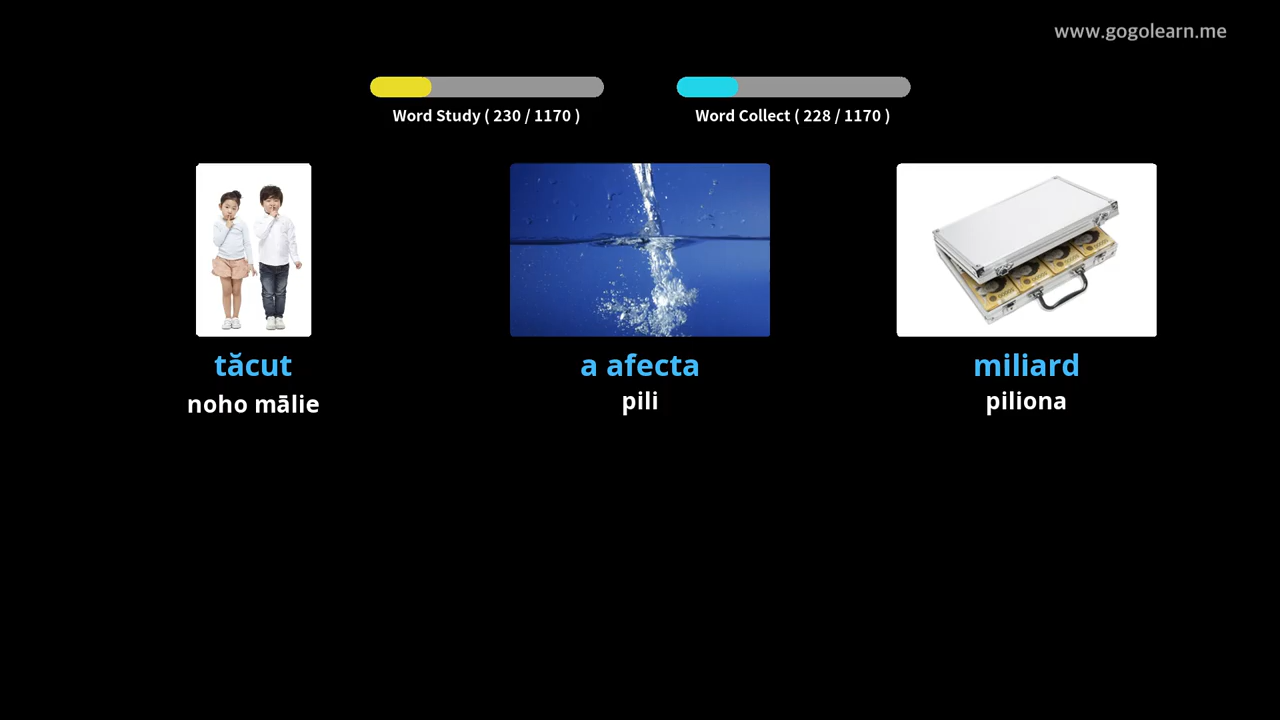 www.gogolearn.me
Word Study ( 230 / 1170 )
Word Collect ( 228 / 1170 )
tăcut
noho mālie
a afecta
pili
miliard
piliona